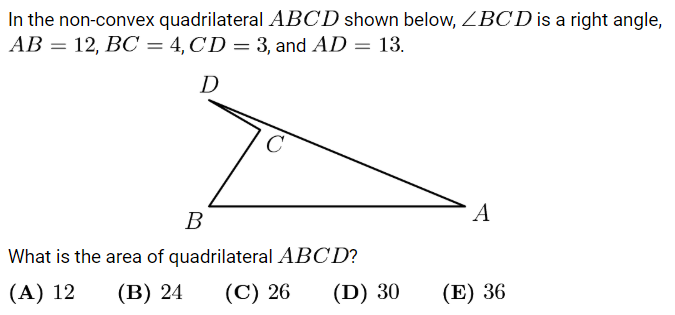 In the non-convex quadrilateral ABCD shown below, ∠BCD is a right angle,
AB = 12, BC = 4, CD = 3, and AD = 13.
D
C
B
A
What is the area of quadrilateral ABCD?
(A) 12 (B) 24 (C) 26 (D) 30 (E) 36